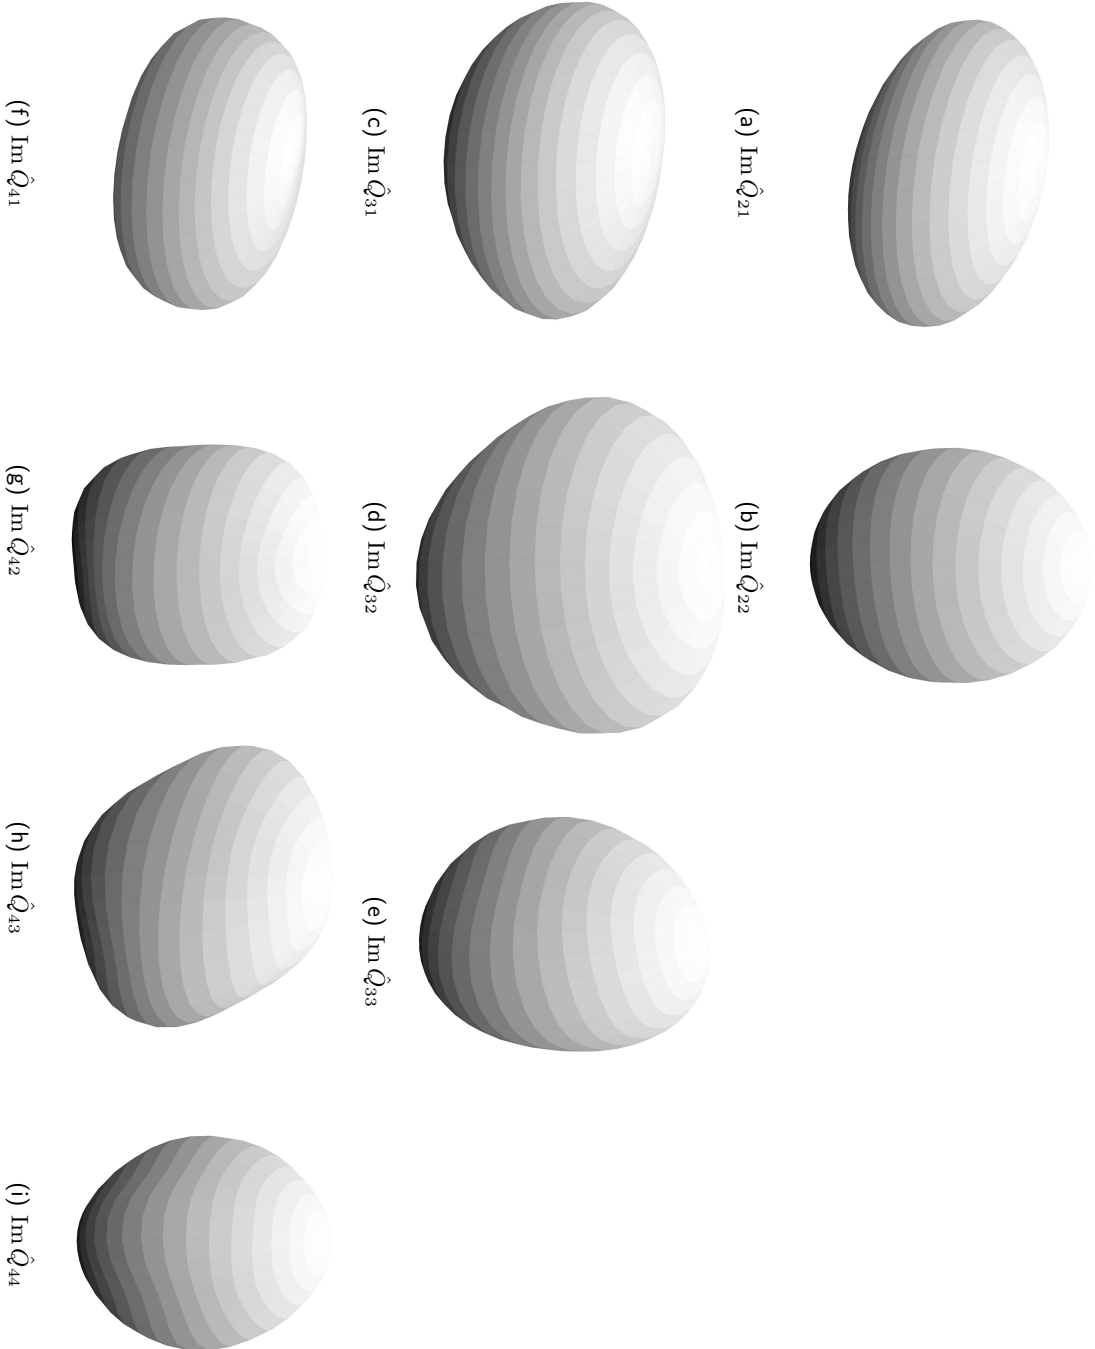 (a) Im Q̂₂₁
(b) Im Q̂₂₂
(c) Im Q̂₃₁
(d) Im Q̂₃₂
(e) Im Q̂₃₃
(f) Im Q̂₄₁
(g) Im Q̂₄₂
(h) Im Q̂₄₃
(i) Im Q̂₄₄